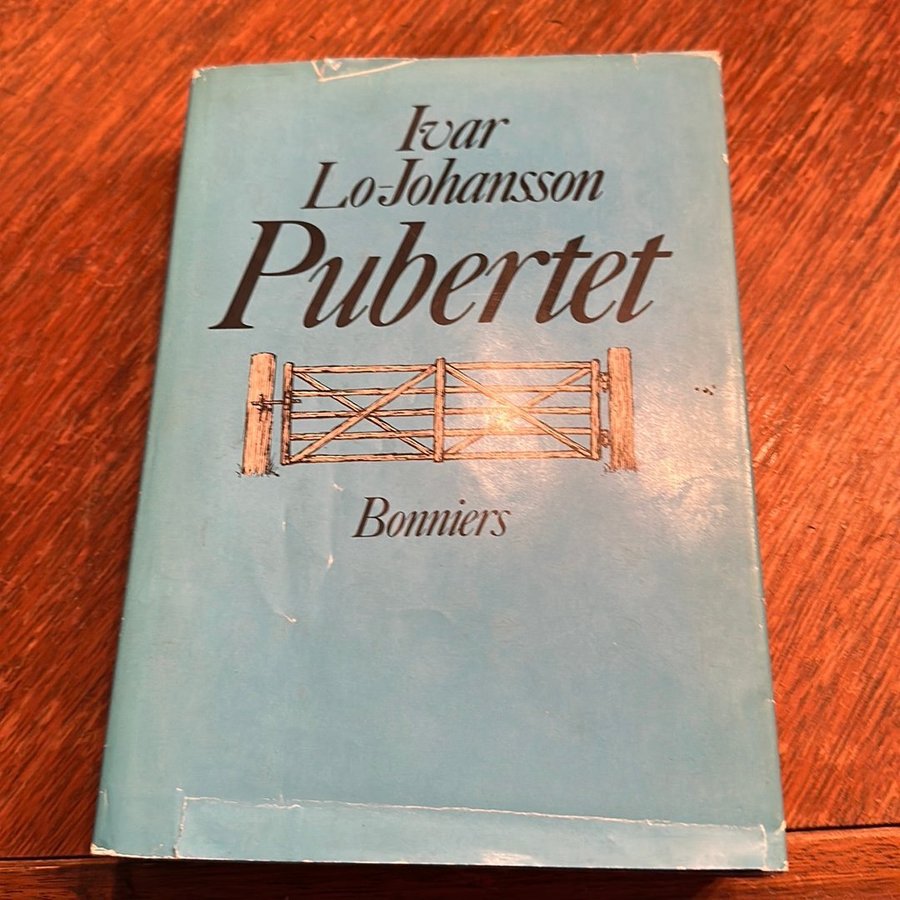 Ivar
Lo-Johansson
Pubertet
Bonniers